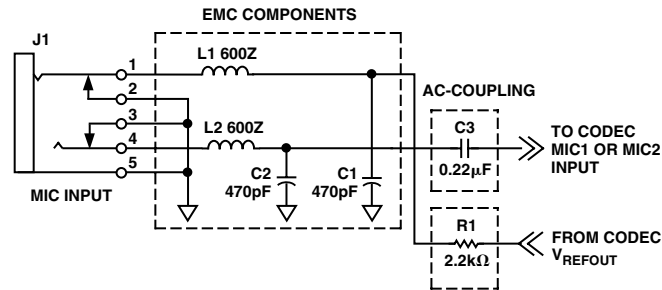 EMC COMPONENTS
J1
L1 600Z
1
2
3
4
5
L2 600Z
MIC INPUT
C2
470pF
C1
470pF
AC-COUPLING
C3
0.22μF
TO CODEC
MIC1 OR MIC2
INPUT
R1
2.2kΩ
FROM CODEC
VREFOUT